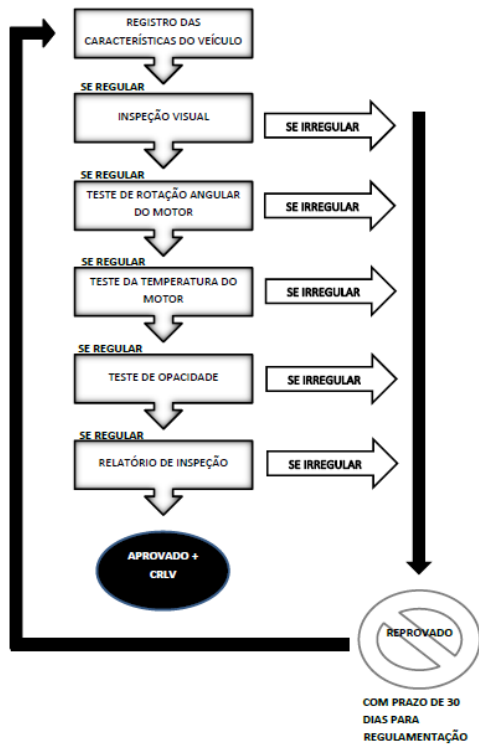 REGISTRO DAS
CARACTERÍSTICAS DO VEÍCULO
SE REGULAR
INSPEÇÃO VISUAL
SE IRREGULAR
SE REGULAR
TESTE DE ROTAÇÃO ANGULAR
DO MOTOR
SE IRREGULAR
SE REGULAR
TESTE DA TEMPERATURA DO
MOTOR
SE IRREGULAR
SE REGULAR
TESTE DE OPACIDADE
SE IRREGULAR
SE REGULAR
RELATÓRIO DE INSPEÇÃO
SE IRREGULAR
APROVADO +
CRLV
REPROVADO
COM PRAZO DE 30
DIAS PARA
REGULAMENTAÇÃO